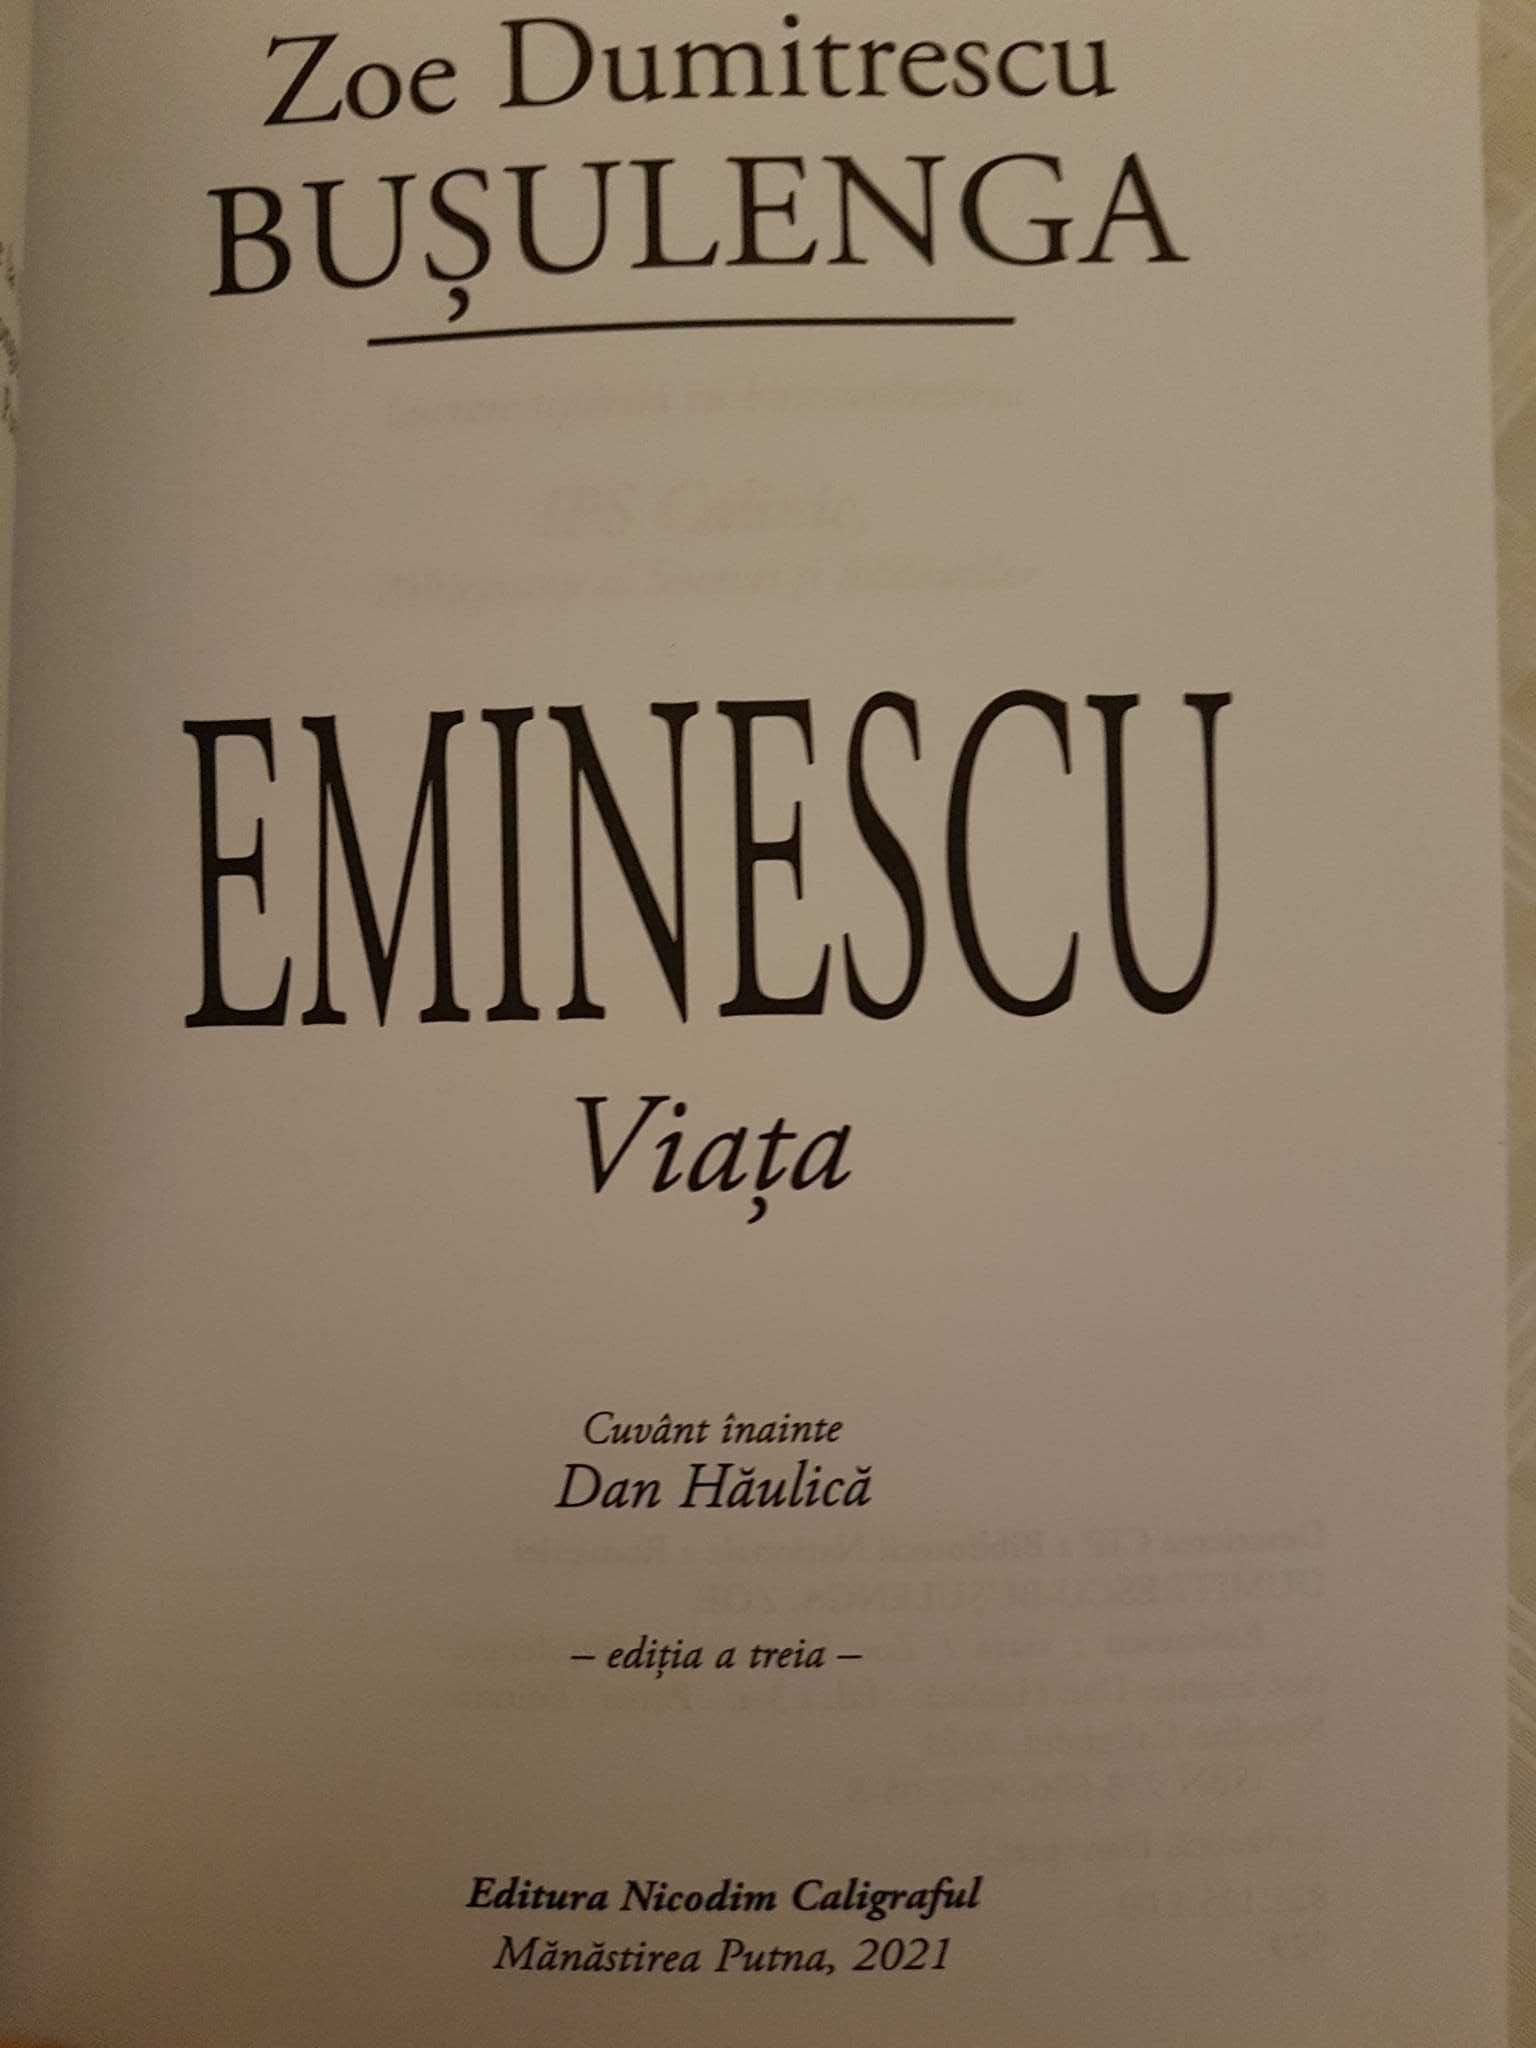 Zoe Dumitrescu
BUȘULENGA
EMINESCU
Viața
Cuvânt înainte
Dan Hăulică
– ediția a treia –
Editura Nicodim Caligraful
Mănăstirea Putna, 2021